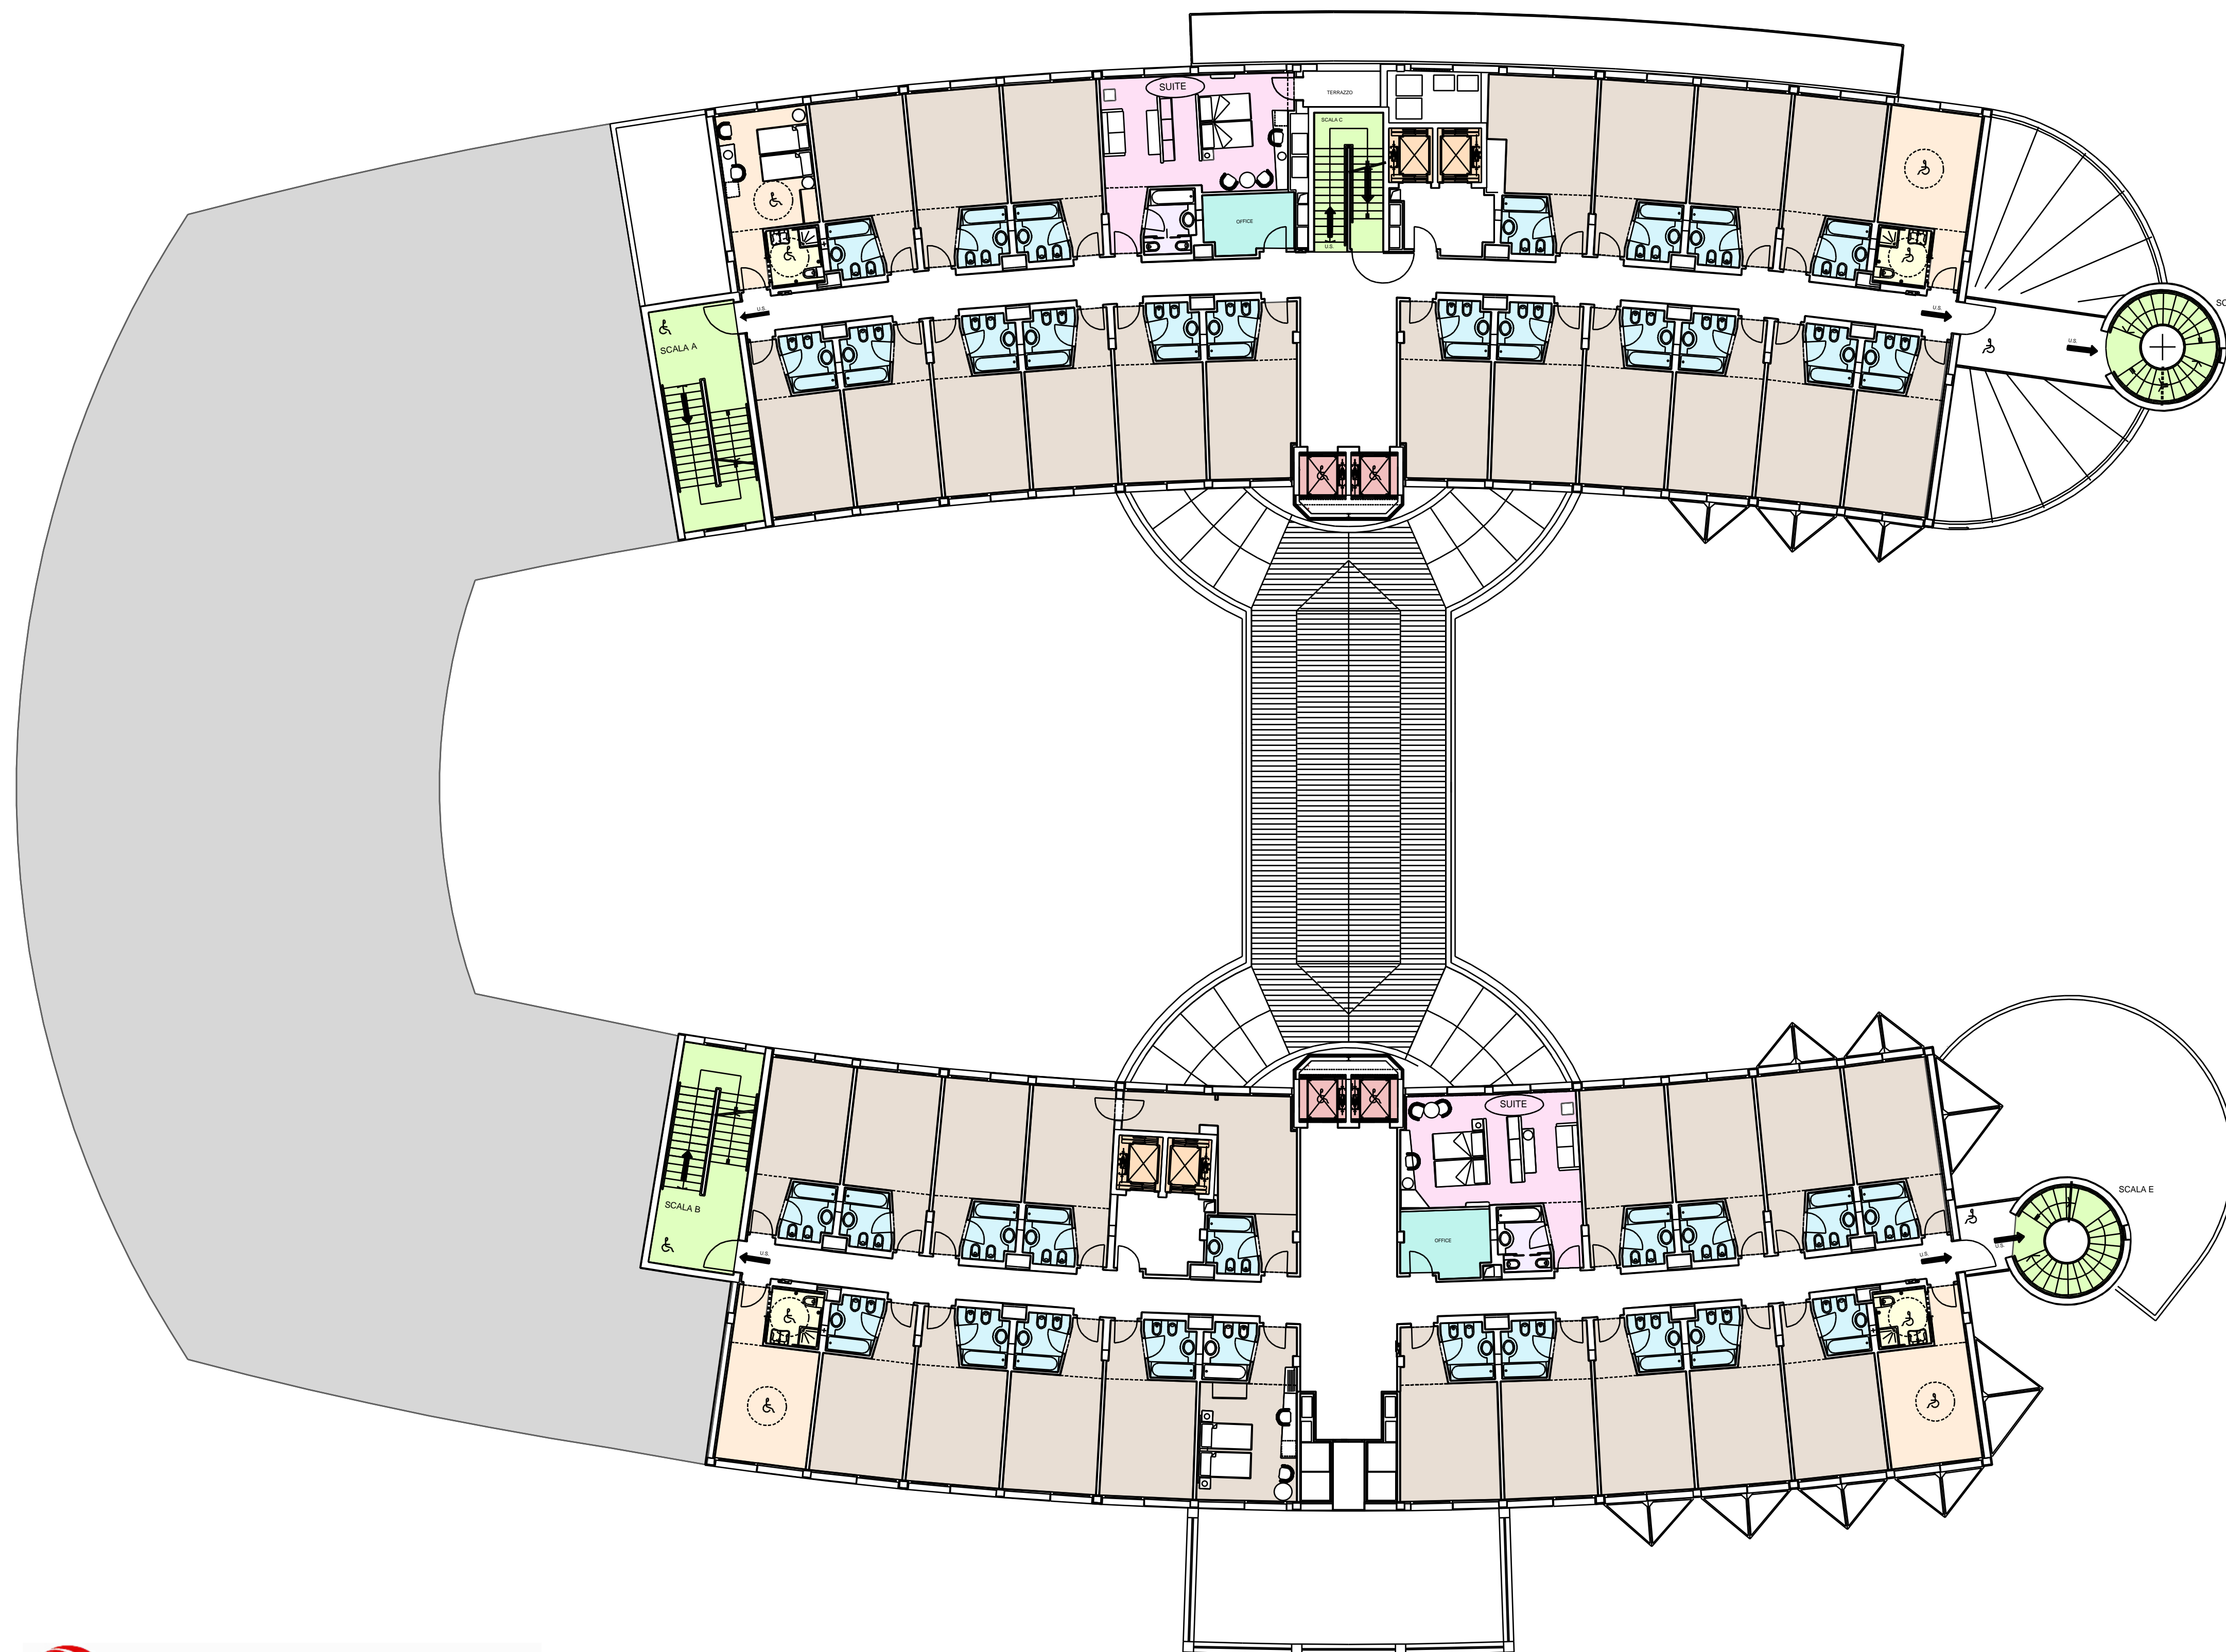 SUITE
TERRAZZO
SCALA C
OFFICE
U.S.
U.S.
U.S.
SCALA A
U.S.
SUITE
SCALA E
SCALA B
OFFICE
U.S.
U.S.
U.S.